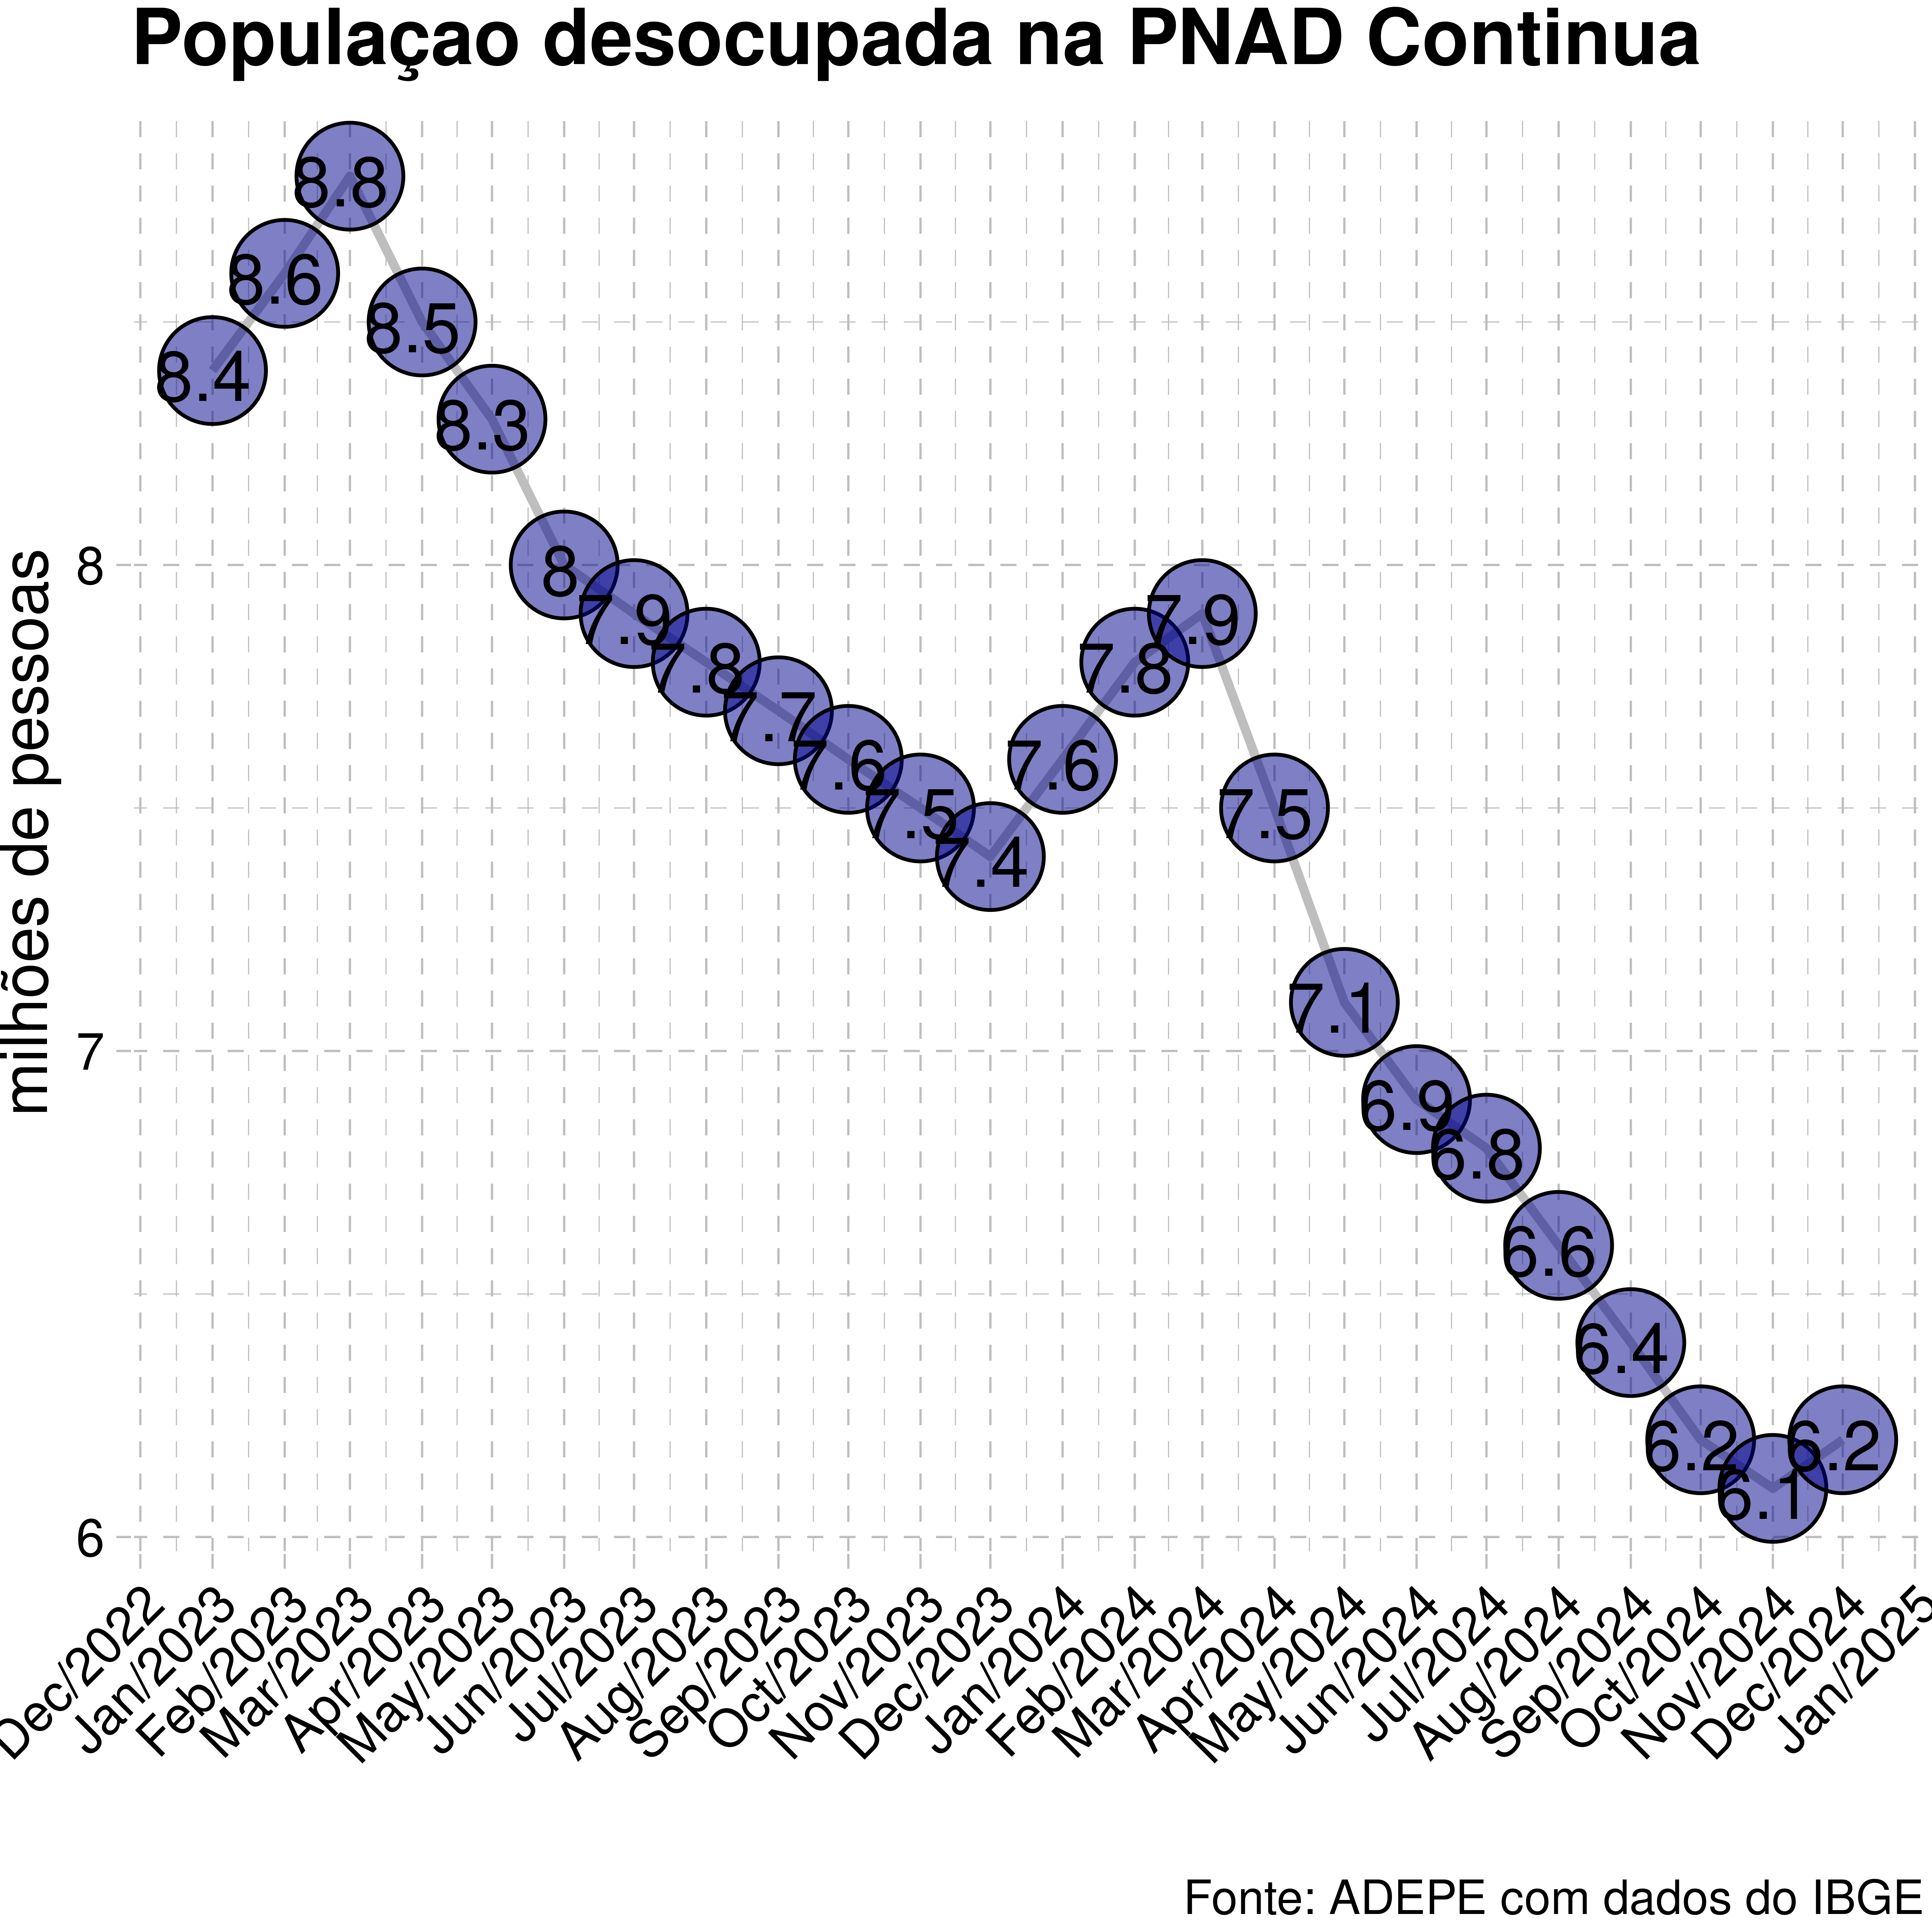 Populaçao desocupada na PNAD Continua
milhões de pessoas
8
7
6
8.4
8.6
8.8
8.5
8.3
8
7.9
7.8
7.7
7.6
7.5
7.4
7.6
7.8
7.9
7.5
7.1
6.9
6.8
6.6
6.4
6.2
6.1
6.2
Dec/2022
Jan/2023
Feb/2023
Mar/2023
Apr/2023
May/2023
Jun/2023
Jul/2023
Aug/2023
Sep/2023
Oct/2023
Nov/2023
Dec/2023
Jan/2024
Feb/2024
Mar/2024
Apr/2024
May/2024
Jun/2024
Jul/2024
Aug/2024
Sep/2024
Oct/2024
Nov/2024
Dec/2024
Jan/2025
Fonte: ADEPE com dados do IBGE